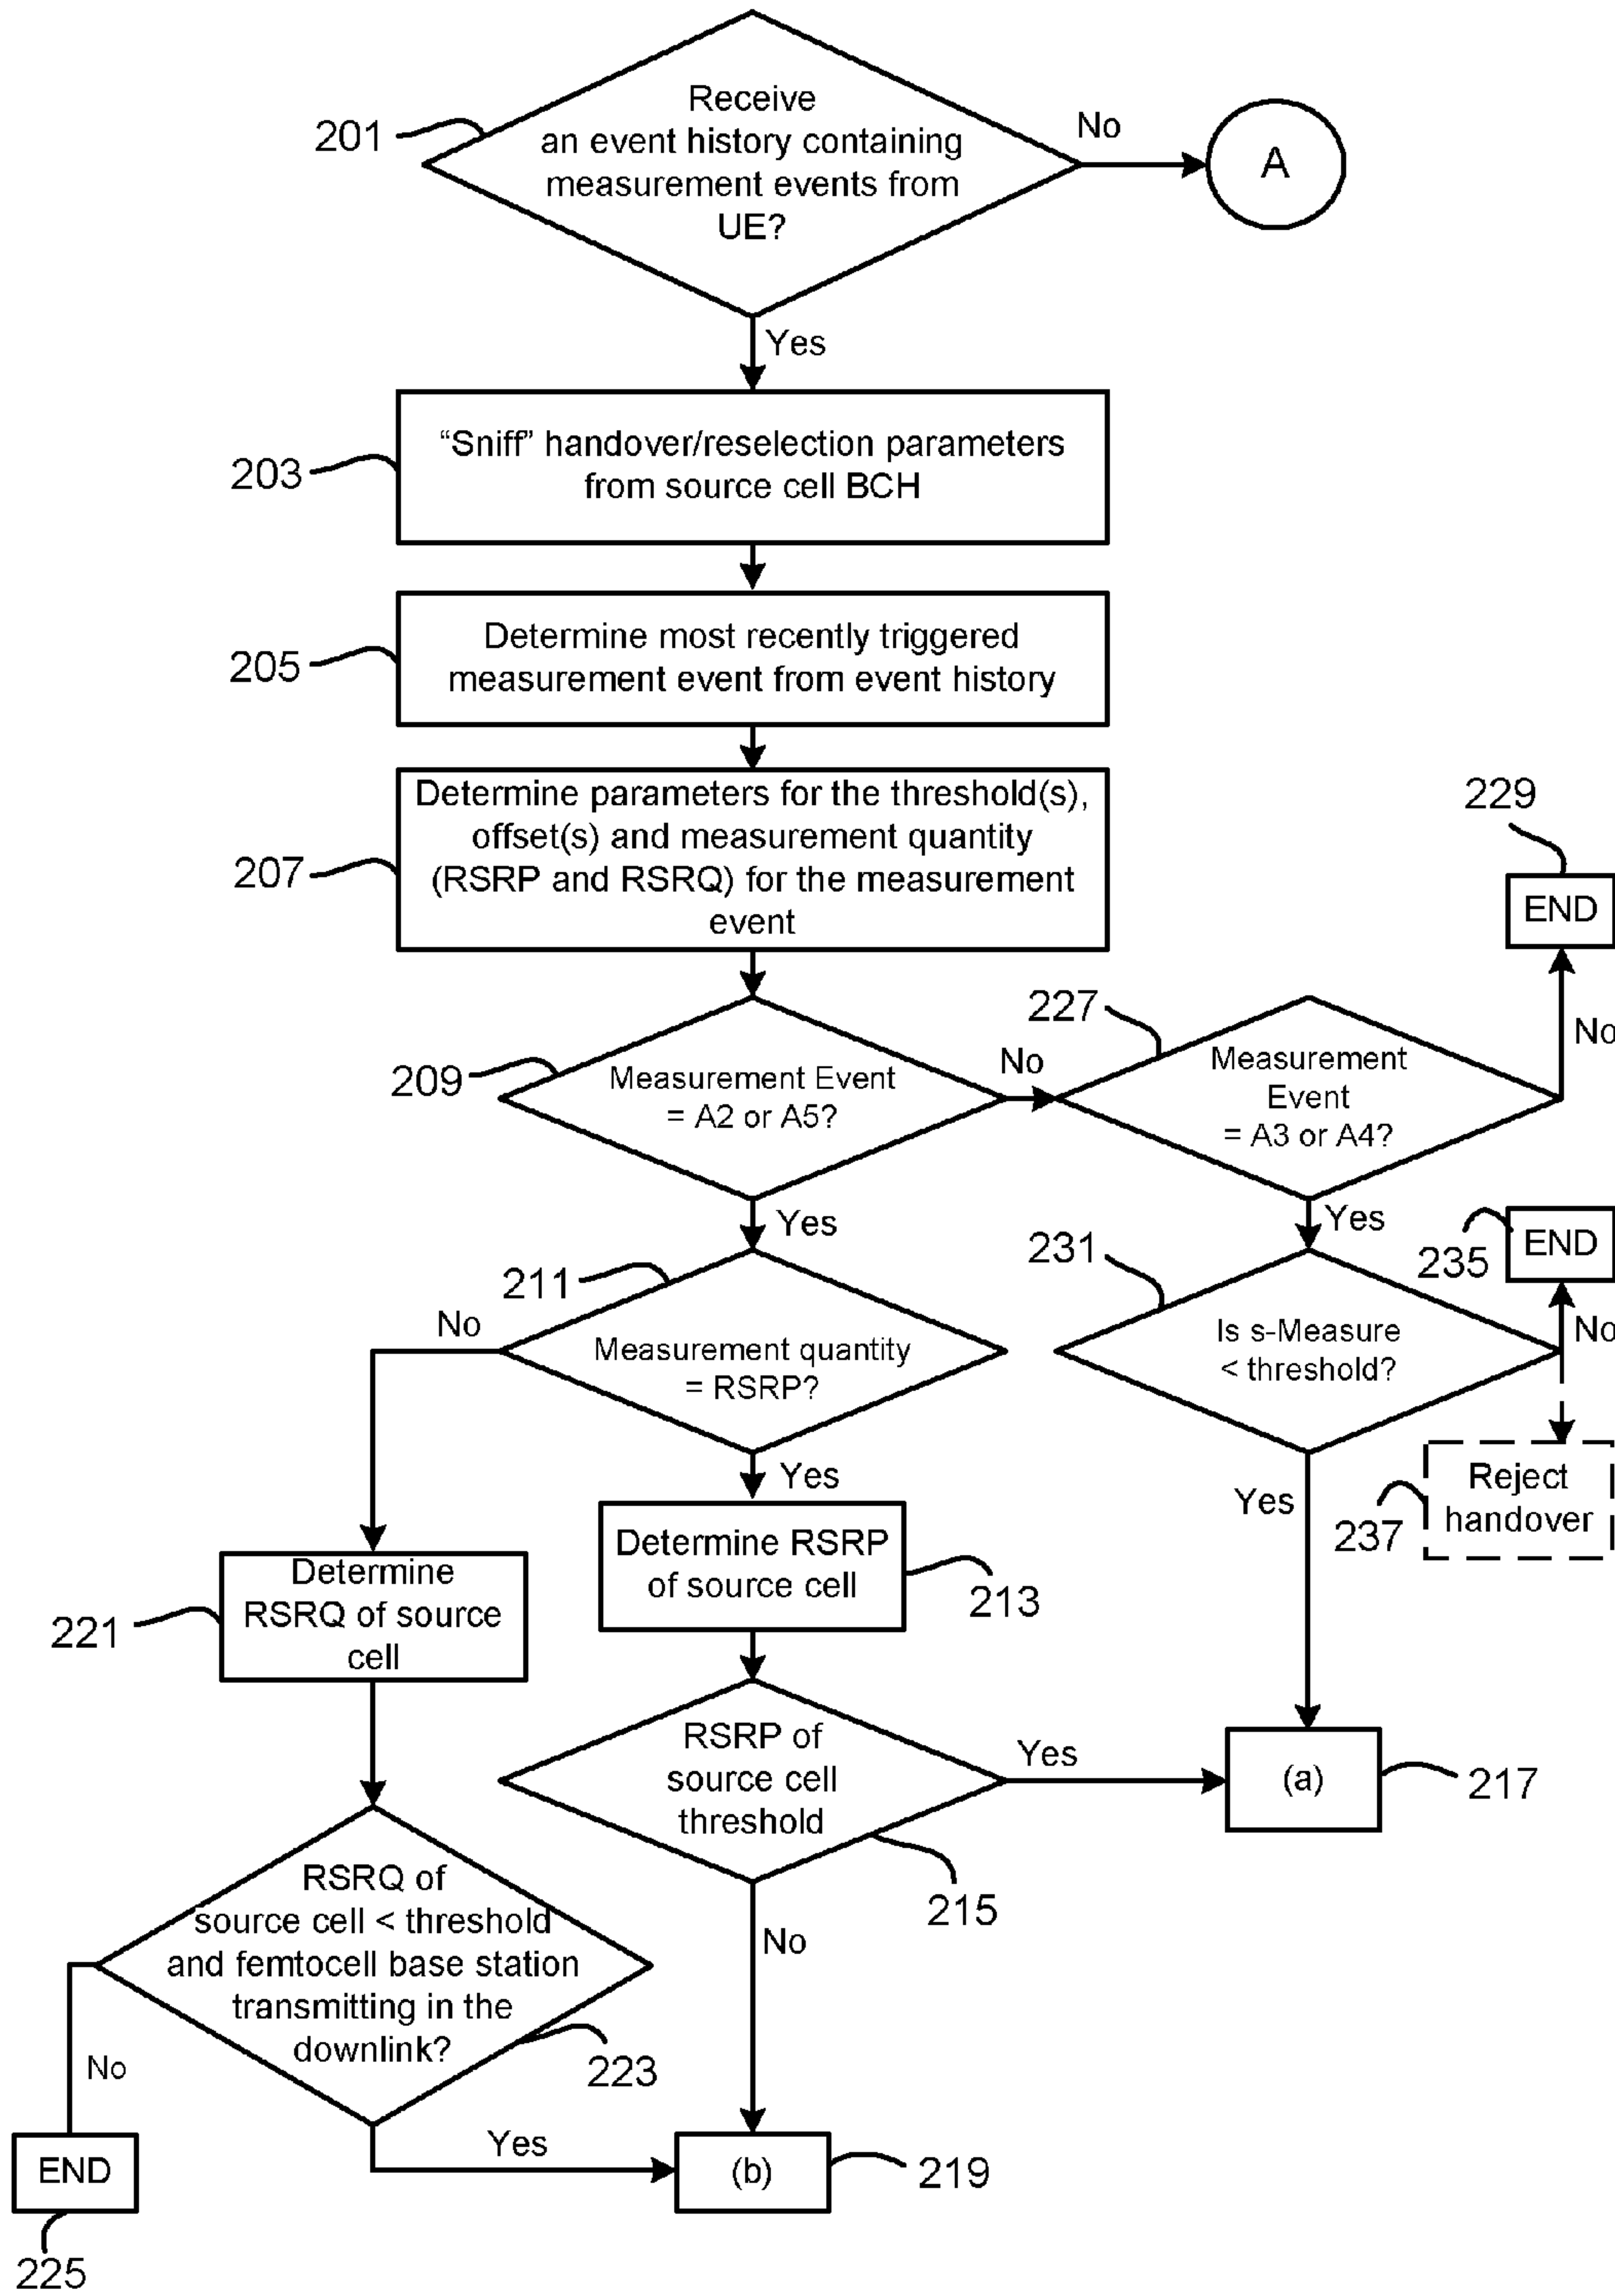 Receive
an event history containing
measurement events from
UE?
201
No
A
Yes
"Sniff" handover/reselection parameters
from source cell BCH
203
Determine most recently triggered
measurement event from event history
205
Determine parameters for the threshold(s),
offset(s) and measurement quantity
(RSRP and RSRQ) for the measurement
event
207
229
END
No
Measurement Event
= A2 or A5?
209
No
227
Measurement
Event
= A3 or A4?
Yes
Yes
235
END
No
211
Measurement quantity
= RSRP?
No
Yes
231
Is s-Measure
< threshold?
Yes
Reject
handover
237
Determine
RSRQ of source
cell
221
Determine RSRP
of source cell
213
RSRP of
source cell
threshold
215
Yes
(a)
217
No
RSRQ of
source cell < threshold
and femtocell base station
transmitting in the
downlink?
223
No
Yes
END
225
(b)
219